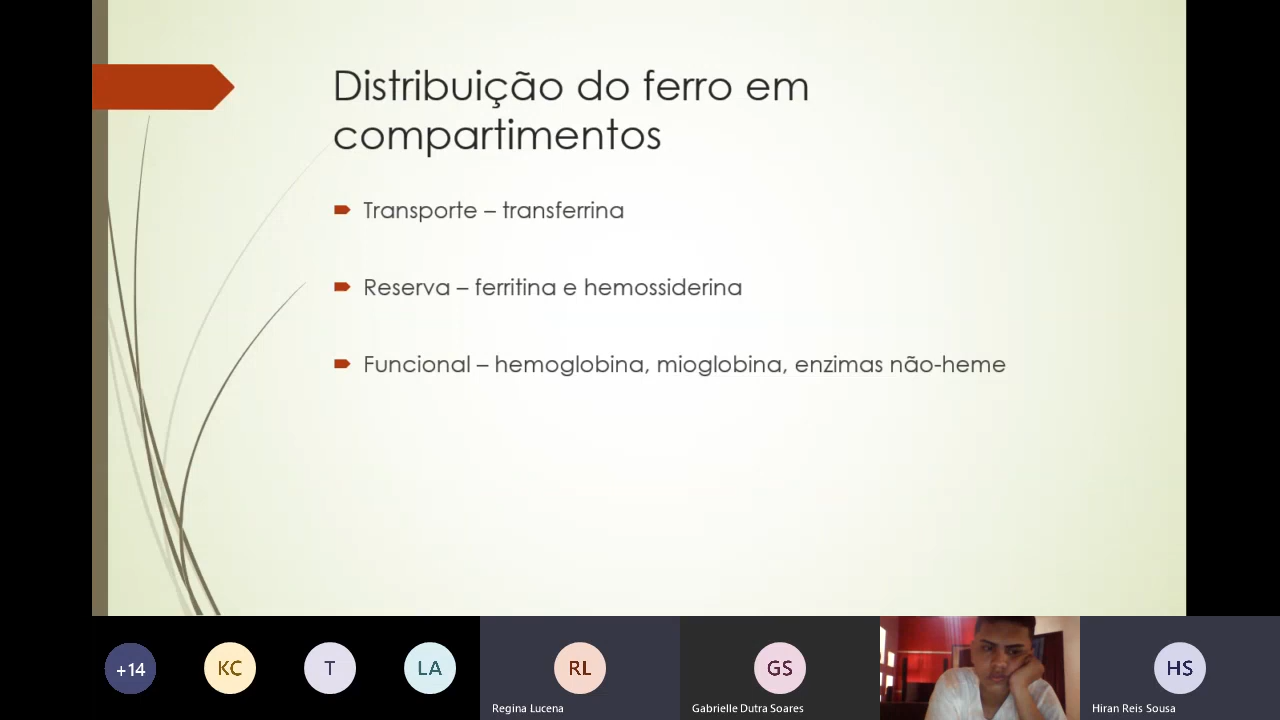 Distribuição do ferro em
compartimentos
Transporte – transferrina
Reserva – ferritina e hemossiderina
Funcional – hemoglobina, mioglobina, enzimas não-heme
+14
KC
T
LA
RL
GS
HS
Regina Lucena
Gabrielle Dutra Soares
Hiran Reis Sousa